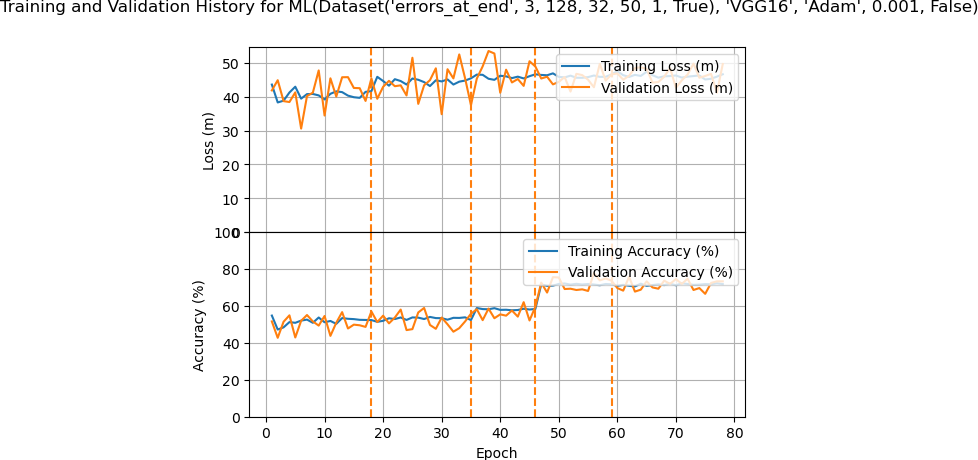 Training and Validation History for ML(Dataset('errors_at_end', 3, 128, 32, 50, 1, True), 'VGG16', 'Adam', 0.001, False)
50
40
30
20
10
0
Loss (m)
Training Loss (m)
Validation Loss (m)
100
80
60
40
20
0
Accuracy (%)
Training Accuracy (%)
Validation Accuracy (%)
0 10 20 30 40 50 60 70 80
Epoch